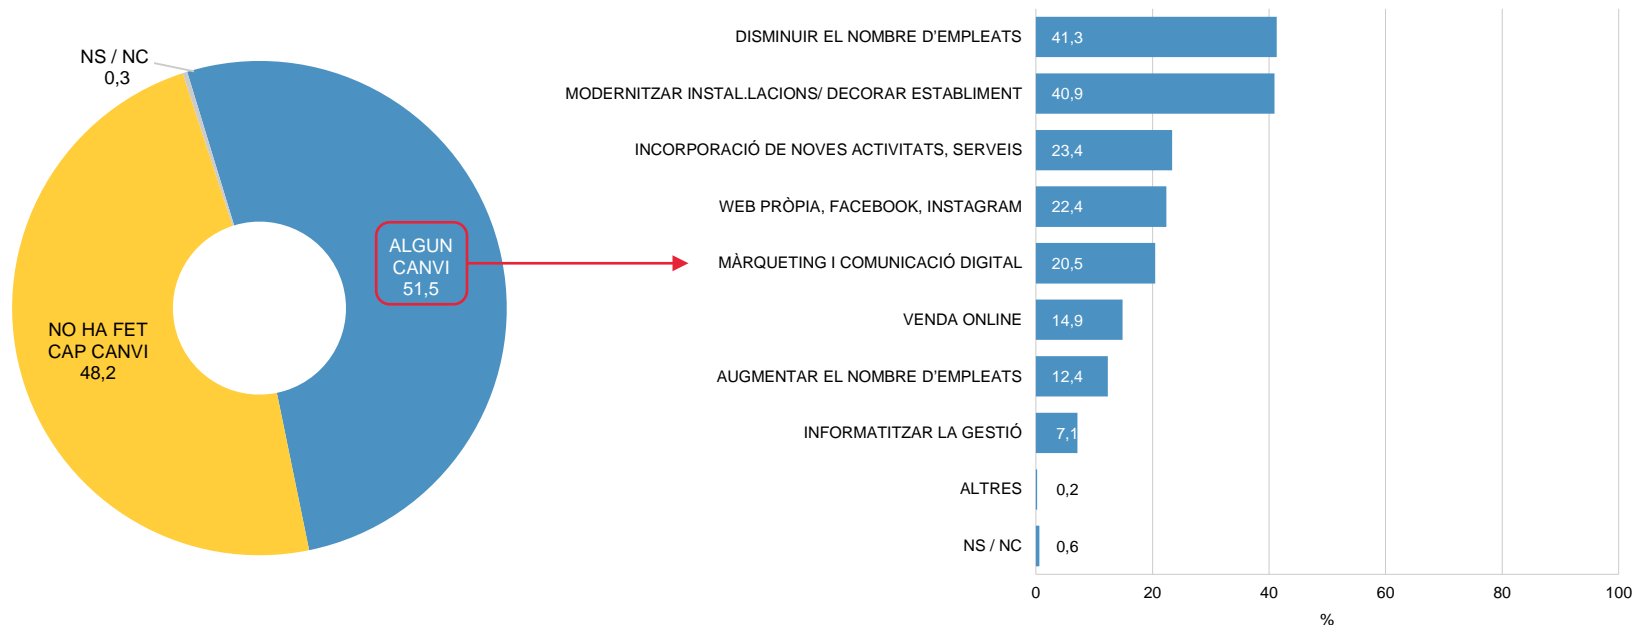 NS / NC
0,3
ALGUN
CANVI
51,5
NO HA FET
CAP CANVI
48,2
DISMINUIR EL NOMBRE D'EMPLEATS 41,3
MODERNITZAR INSTAL.LACIONS/ DECORAR ESTABLIMENT 40,9
INCORPORACIÓ DE NOVES ACTIVITATS, SERVEIS 23,4
WEB PRÒPIA, FACEBOOK, INSTAGRAM 22,4
MÀRQUETING I COMUNICACIÓ DIGITAL 20,5
VENDA ONLINE 14,9
AUGMENTAR EL NOMBRE D'EMPLEATS 12,4
INFORMATITZAR LA GESTIÓ 7,1
ALTRES 0,2
NS / NC 0,6
0 20 40 60 80 100
%